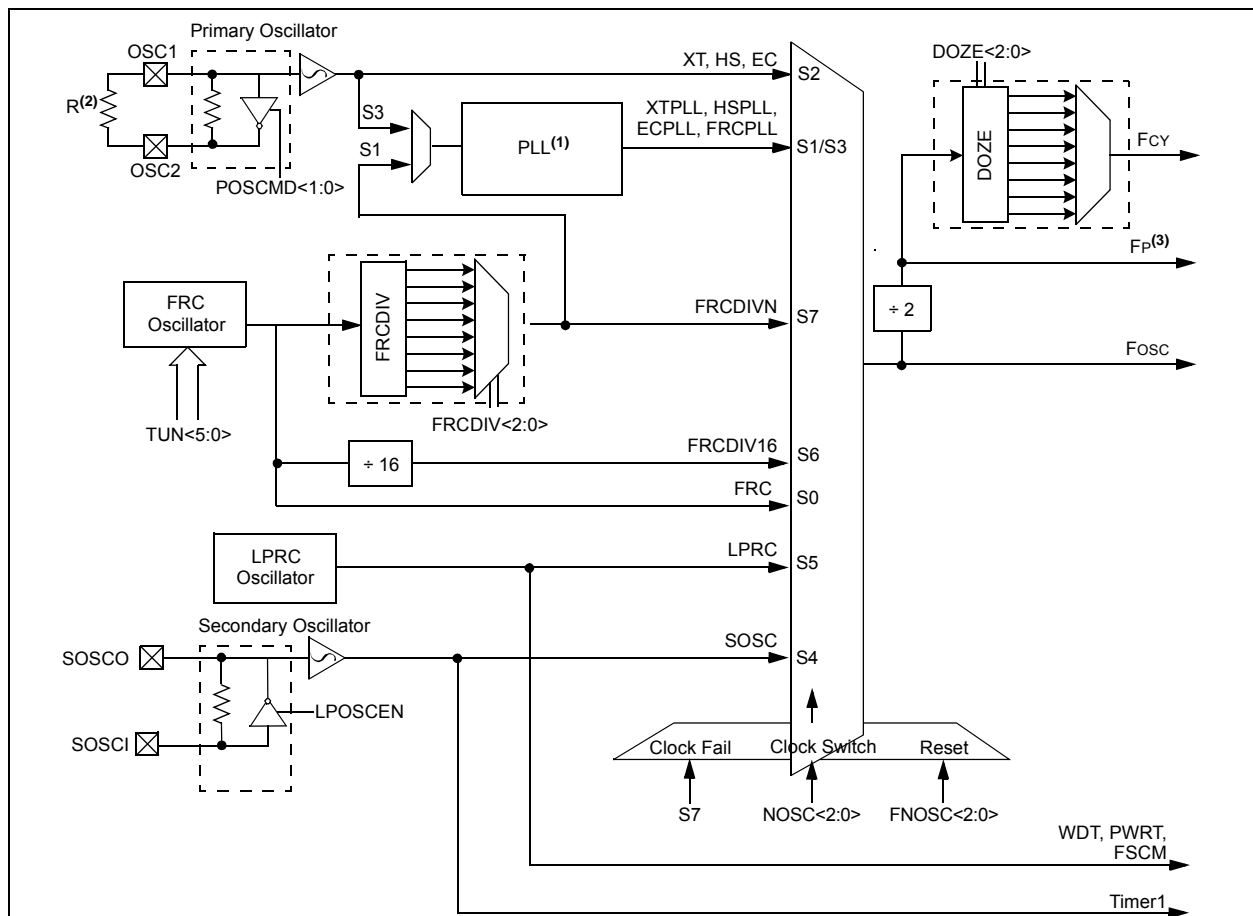 Primary Oscillator
OSC1
R(2)
OSC2
POSCMD<1:0>
S3
S1
PLL(1)
XT, HS, EC
XTPLL, HSPLL,
ECPLL, FRCPLL
S2
S1/S3
DOZE<2:0>
DOZE
FCY
FP(3)
÷ 2
FOSC
FRC
Oscillator
TUN<5:0>
FRCDIV
FRCDIV<2:0>
FRCDIVN
S7
÷ 16
FRCDIV16
S6
FRC
S0
LPRC
Oscillator
LPRC
S5
Secondary Oscillator
SOSCO
SOSCI
LPOSCEN
SOSC
S4
Clock Fail
Clock Switch
Reset
S7
NOSC<2:0>
FNOSC<2:0>
WDT, PWRT,
FSCM
Timer1